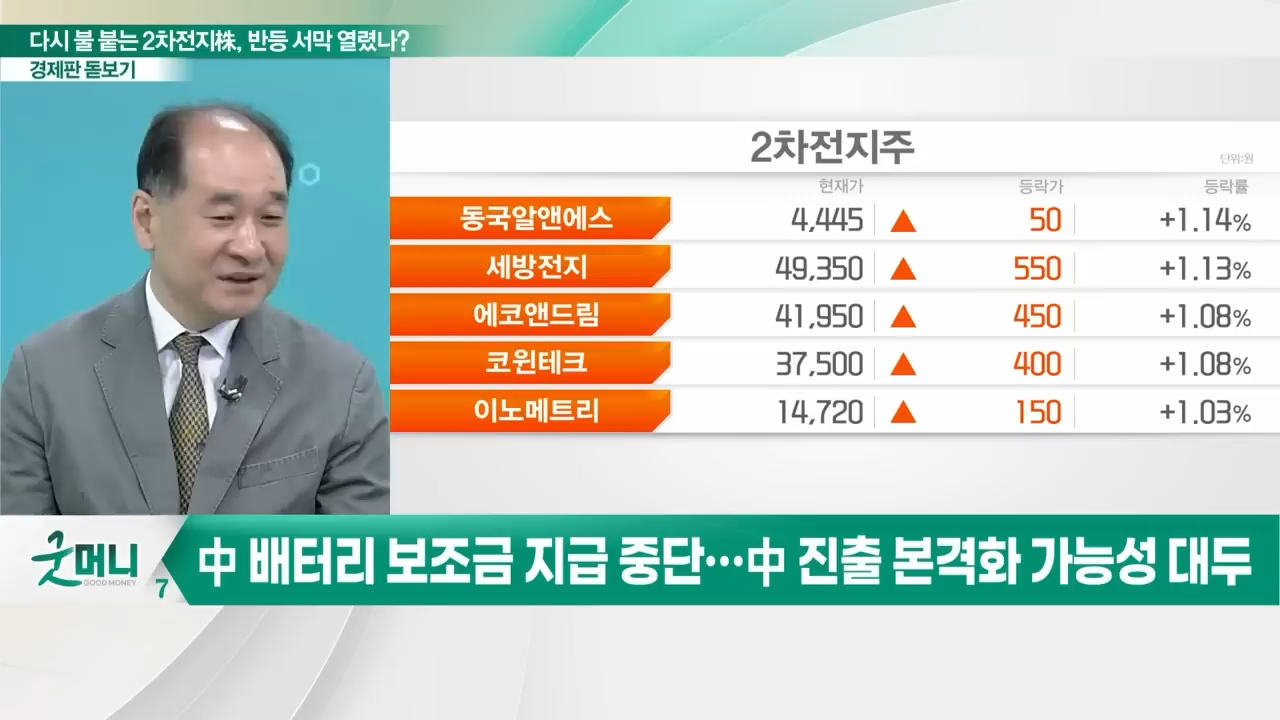 다시 불 붙는 2차전지株, 반등 서막 열렸나?
경제판 돋보기
2차전지주
단위:원
현재가 등락가 등락률
동국알앤에스 4,445 ▲ 50 +1.14%
세방전지 49,350 ▲ 550 +1.13%
에코앤드림 41,950 ▲ 450 +1.08%
코윈테크 37,500 ▲ 400 +1.08%
이노메트리 14,720 ▲ 150 +1.03%
굿머니
GOOD MONEY
7
中 배터리 보조금 지급 중단…中 진출 본격화 가능성 대두